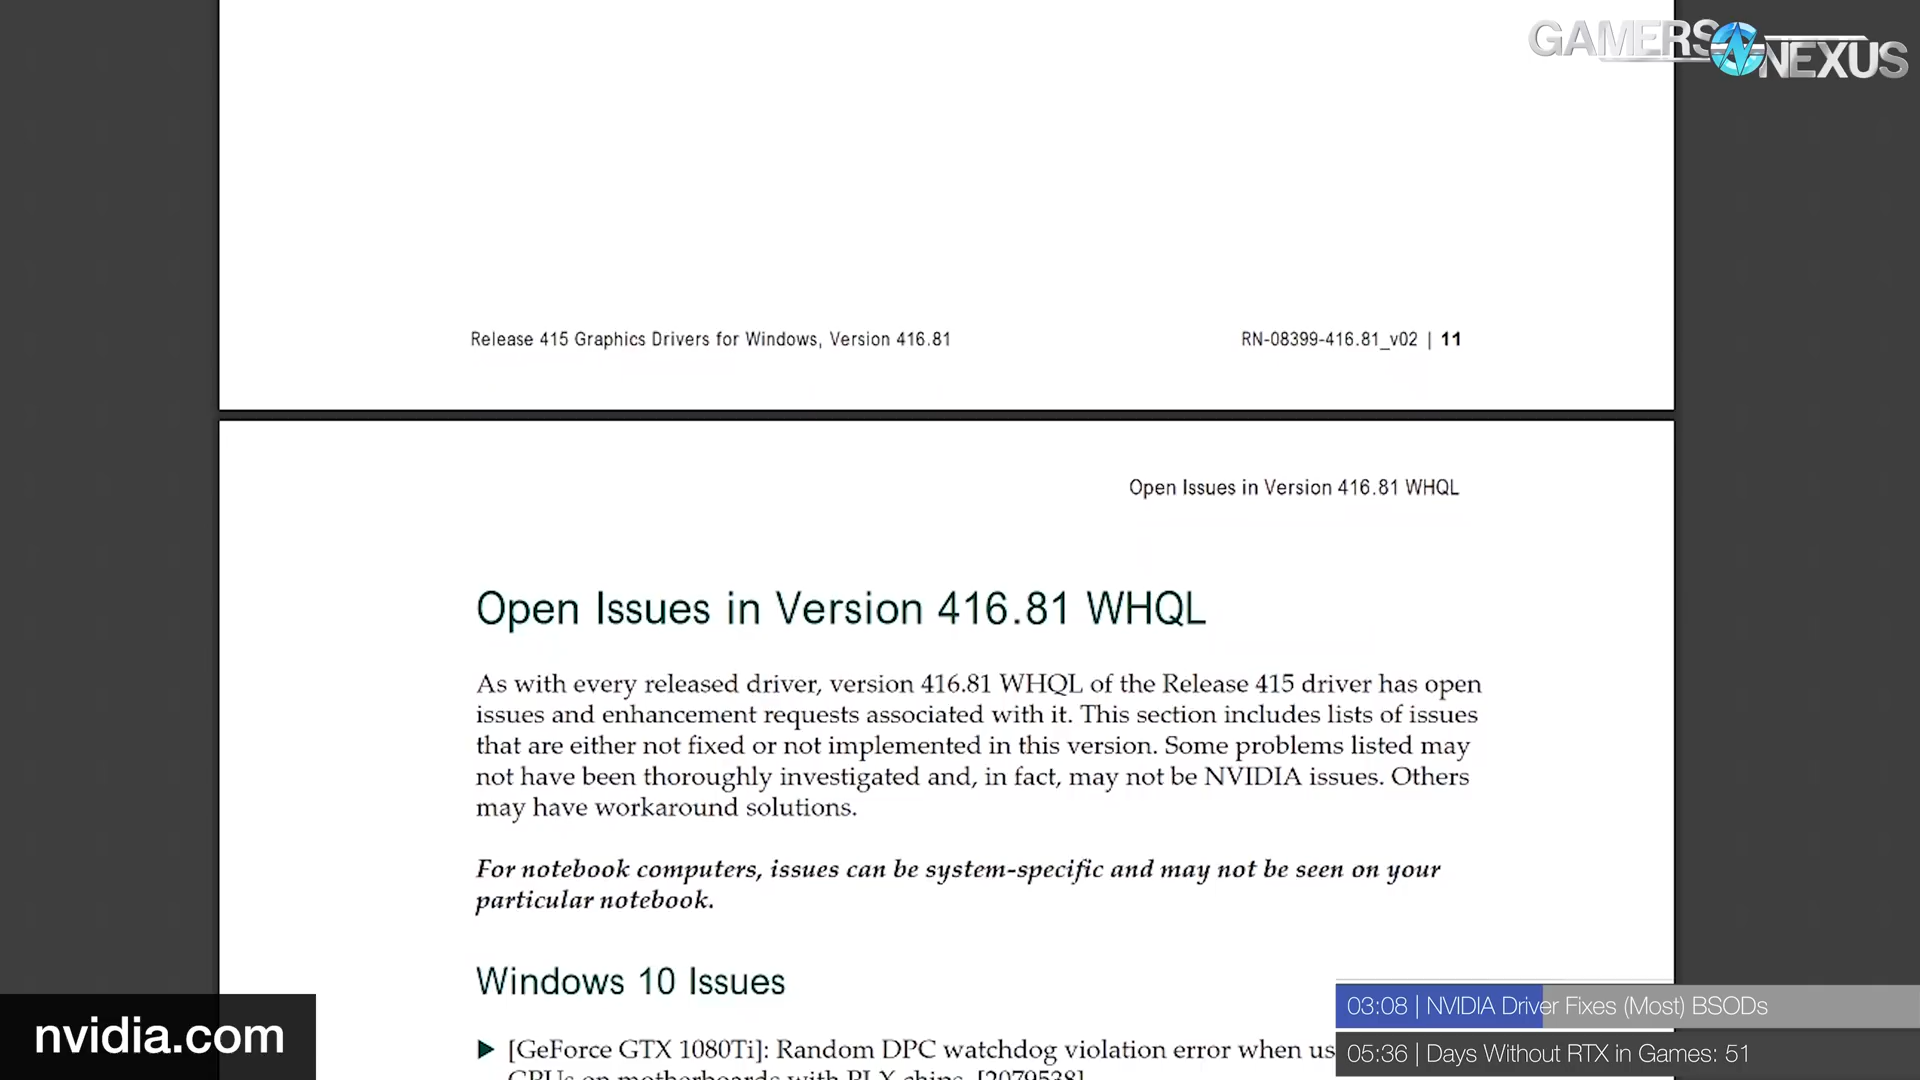 GAMERS NEXUS
Release 415 Graphics Drivers for Windows, Version 416.81
RN-08399-416.81_v02 | 11
Open Issues in Version 416.81 WHQL
Open Issues in Version 416.81 WHQL
As with every released driver, version 416.81 WHQL of the Release 415 driver has open
issues and enhancement requests associated with it. This section includes lists of issues
that are either not fixed or not implemented in this version. Some problems listed may
not have been thoroughly investigated and, in fact, may not be NVIDIA issues. Others
may have workaround solutions.
For notebook computers, issues can be system-specific and may not be seen on your
particular notebook.
Windows 10 Issues
[GeForce GTX 1080Ti]: Random DPC watchdog violation error when us
GPUs on motherboards with PLX chips. [2079538]
nvidia.com
03:08 | NVIDIA Driver Fixes (Most) BSODs
05:36 | Days Without RTX in Games: 51